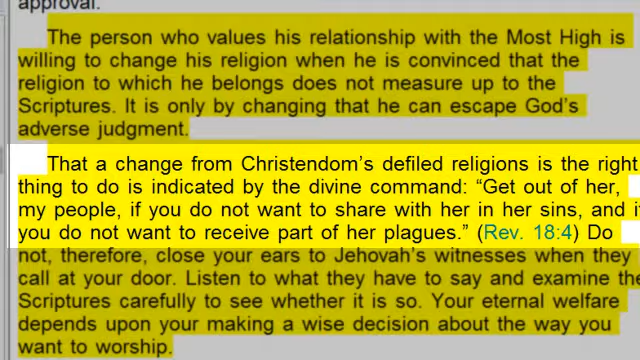 approval.
The person who values his relationship with the Most High is
willing to change his religion when he is convinced that the
religion to which he belongs does not measure up to the
Scriptures. It is only by changing that he can escape God's
adverse judgment.
That a change from Christendom's defiled religions is the right
thing to do is indicated by the divine command: "Get out of her,
my people, if you do not want to share with her in her sins, and if
you do not want to receive part of her plagues." (Rev. 18:4) Do
not, therefore, close your ears to Jehovah's witnesses when they
call at your door. Listen to what they have to say and examine the
Scriptures carefully to see whether it is so. Your eternal welfare
depends upon your making a wise decision about the way you
want to worship.